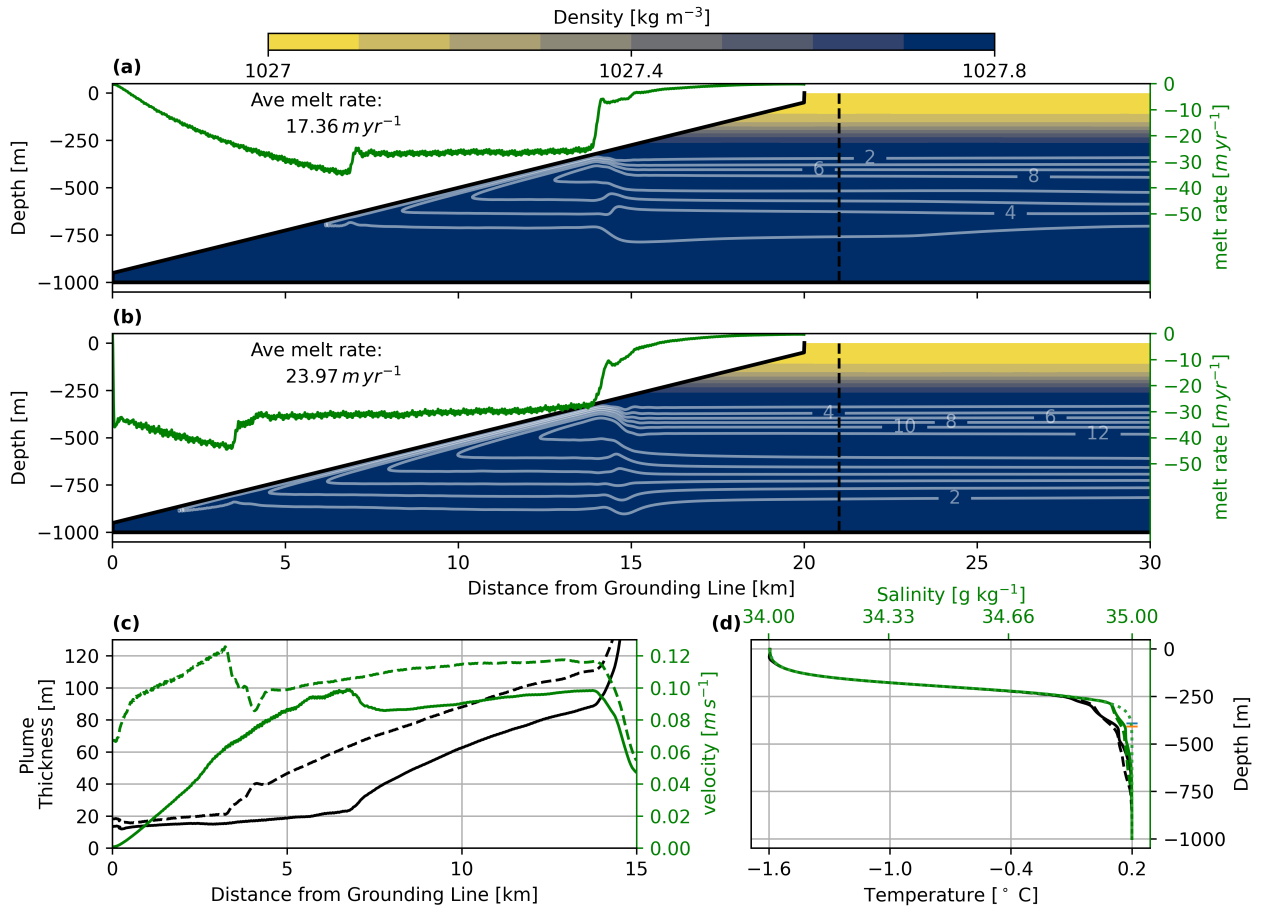 Density [kg m⁻³]
1027 1027.4 1027.8
(a)
Ave melt rate:
17.36 m yr⁻¹
0
−250
−500
−750
−1000
Depth [m]
2
6
8
4
0
−10
−20
−30
−40
−50
melt rate [m yr⁻¹]
(b)
Ave melt rate:
23.97 m yr⁻¹
0
−250
−500
−750
−1000
Depth [m]
4
10
8
6
12
2
0
−10
−20
−30
−40
−50
melt rate [m yr⁻¹]
0 5 10 15 20 25 30
Distance from Grounding Line [km]
(c)
120
100
80
60
40
20
0
Plume
Thickness [m]
0.12
0.10
0.08
0.06
0.04
0.02
0.00
velocity [m s⁻¹]
0 5 10 15
Distance from Grounding Line [km]
(d)
Salinity [g kg⁻¹]
34.00 34.33 34.66 35.00
0
−250
−500
−750
−1000
Depth [m]
−1.6 −1.0 −0.4 0.2
Temperature [° C]